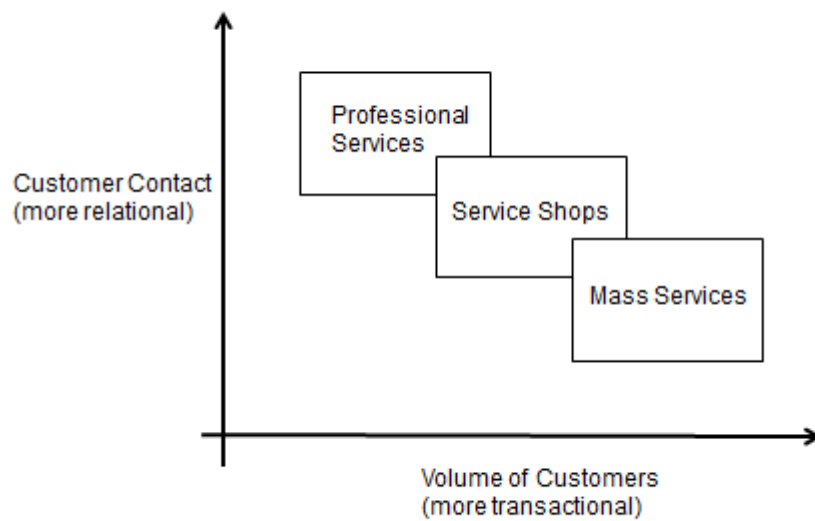 Professional
Services
Customer Contact
(more relational)
Service Shops
Mass Services
Volume of Customers
(more transactional)